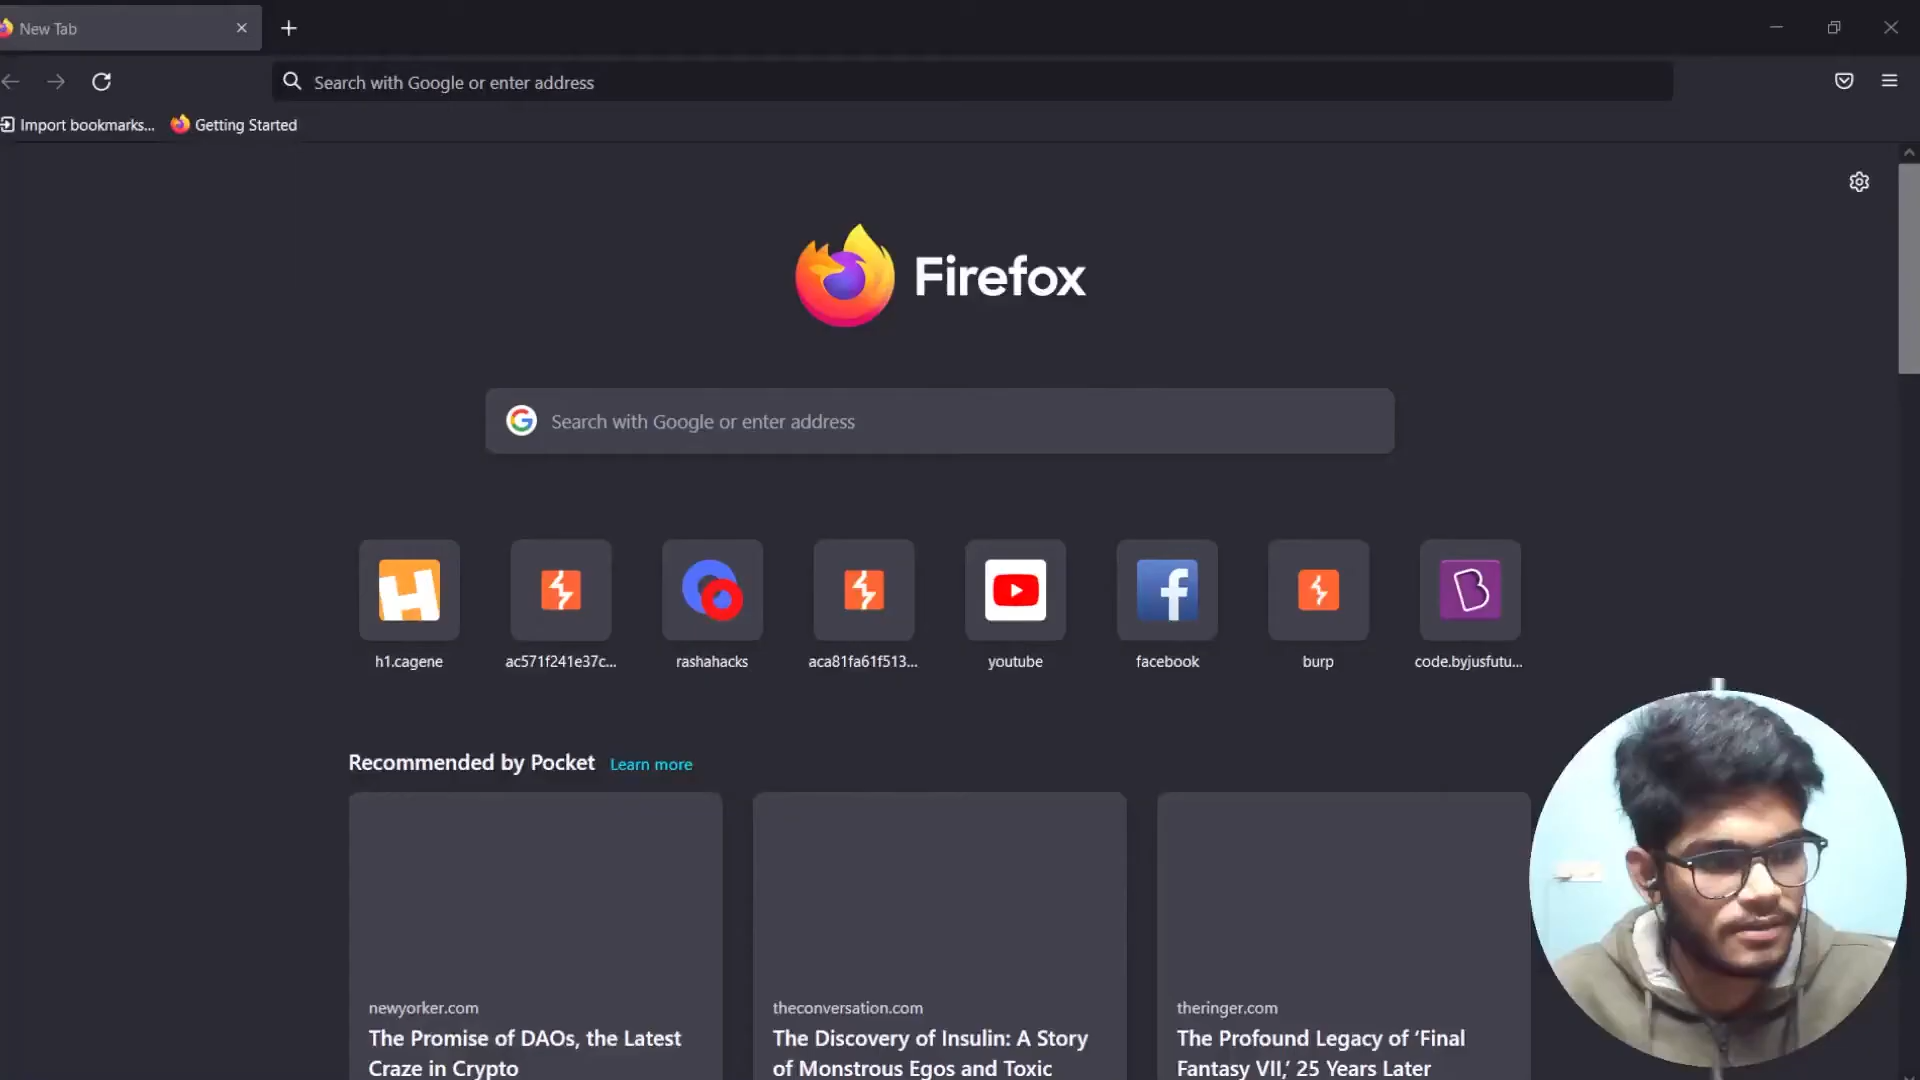 New Tab
Search with Google or enter address
Import bookmarks... Getting Started
Firefox
Search with Google or enter address
h1.cagene ac571f241e37c... rashahacks aca81fa61f513... youtube facebook burp code.byjusfutu...
Recommended by Pocket Learn more
newyorker.com
The Promise of DAOs, the Latest
Craze in Crypto
theconversation.com
The Discovery of Insulin: A Story
of Monstrous Egos and Toxic
theringer.com
The Profound Legacy of ‘Final
Fantasy VII,’ 25 Years Later